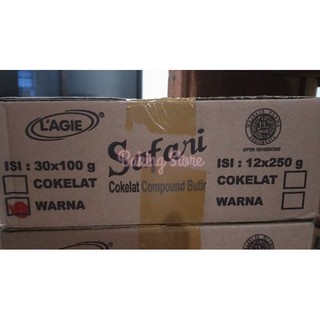 L'AGIE
Safari
Baking Store
ISI : 30x100 g
Cokelat Compound Butir
ISI : 12x250 g
COKELAT
COKELAT
WARNA
WARNA